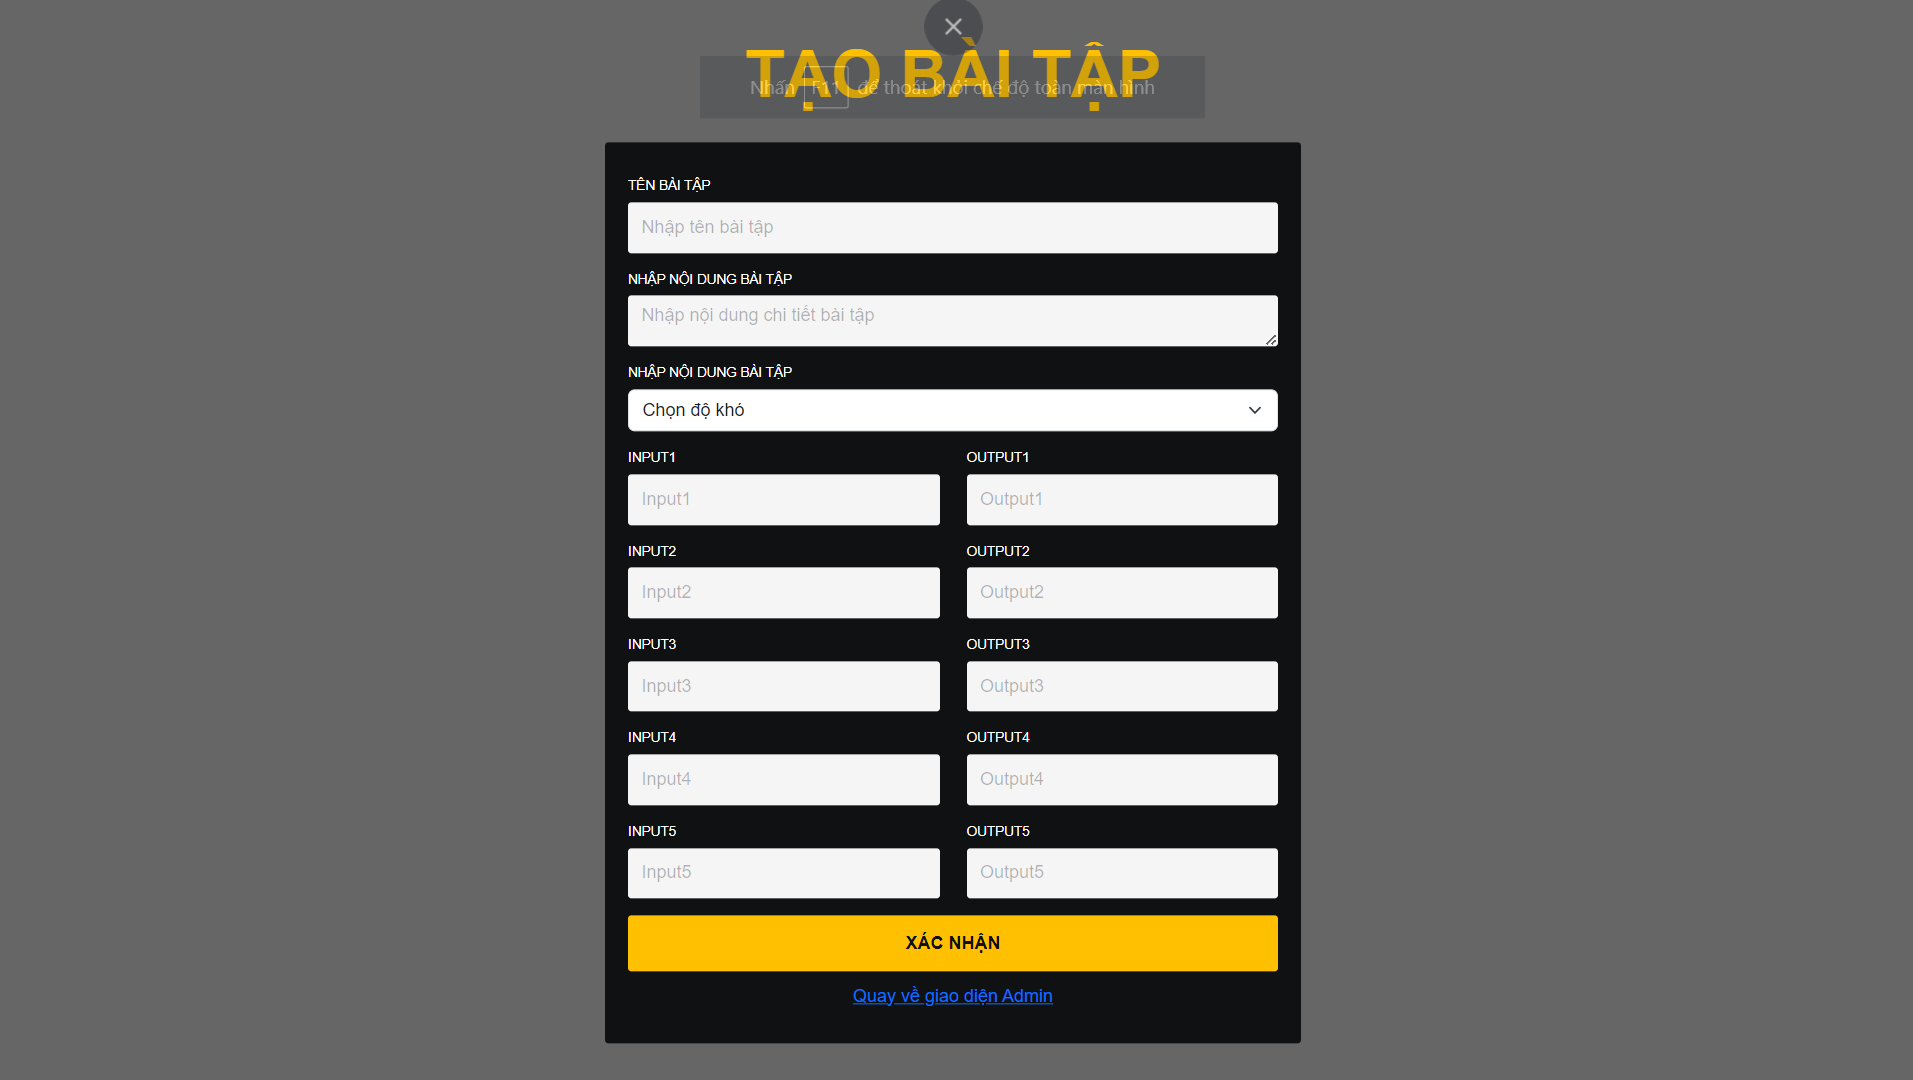 TẠO BÀI TẬP
Nhấn F11 để thoát khỏi chế độ toàn màn hình
TÊN BÀI TẬP
Nhập tên bài tập
NHẬP NỘI DUNG BÀI TẬP
Nhập nội dung chi tiết bài tập
NHẬP NỘI DUNG BÀI TẬP
Chọn độ khó
INPUT1 OUTPUT1
Input1 Output1
INPUT2 OUTPUT2
Input2 Output2
INPUT3 OUTPUT3
Input3 Output3
INPUT4 OUTPUT4
Input4 Output4
INPUT5 OUTPUT5
Input5 Output5
XÁC NHẬN
Quay về giao diện Admin